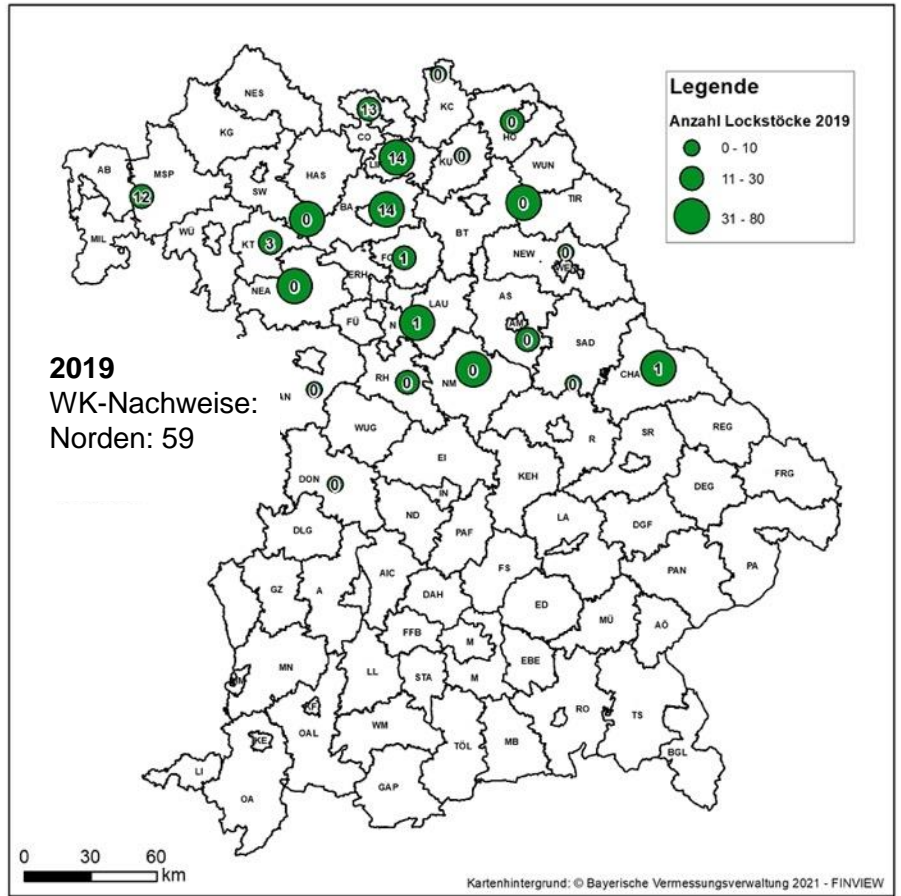 Legende
Anzahl Lockstöcke 2019
0 - 10
11 - 30
31 - 80
NES
KG
CO
13
0
KC
0
HO
AB
MSP
12
SW
HAS
LIF
14
KU
0
WUN
MIL
WÜ
KT
3
0
BA
14
BT
0
TIR
NEA
0
ERH
FO
1
NEW
0
WEN
FÜ
N
LAU
1
AS
AM
0
SAD
2019
WK-Nachweise:
Norden: 59
AN
0
RH
0
NM
0
0
CHA
1
WUG
R
SR
REG
DON
0
EI
IN
KEH
DEG
FRG
DLG
ND
PAF
LA
DGF
PA
GZ
A
AIC
FS
PAN
DAH
ED
MÜ
AÖ
FFB
M
MN
LL
STA
M
EBE
KF
OAL
WM
TÖL
MB
RO
TS
BGL
LI
KE
OA
GAP
0 30 60
km
Kartenhintergrund: © Bayerische Vermessungsverwaltung 2021 - FINVIEW